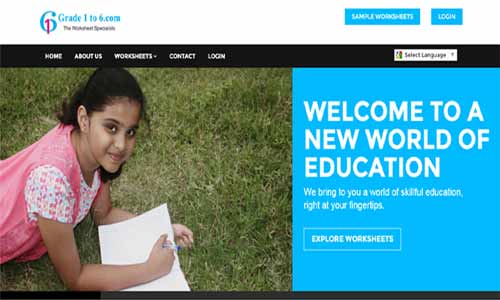 Grade 1 to 6.com
The Worksheet Specialists
SAMPLE WORKSHEETS
LOGIN
HOME
ABOUT US
WORKSHEETS
CONTACT
LOGIN
Select Language
WELCOME TO A
NEW WORLD OF
EDUCATION
We bring to you a world of skillful education,
right at your fingertips.
EXPLORE WORKSHEETS